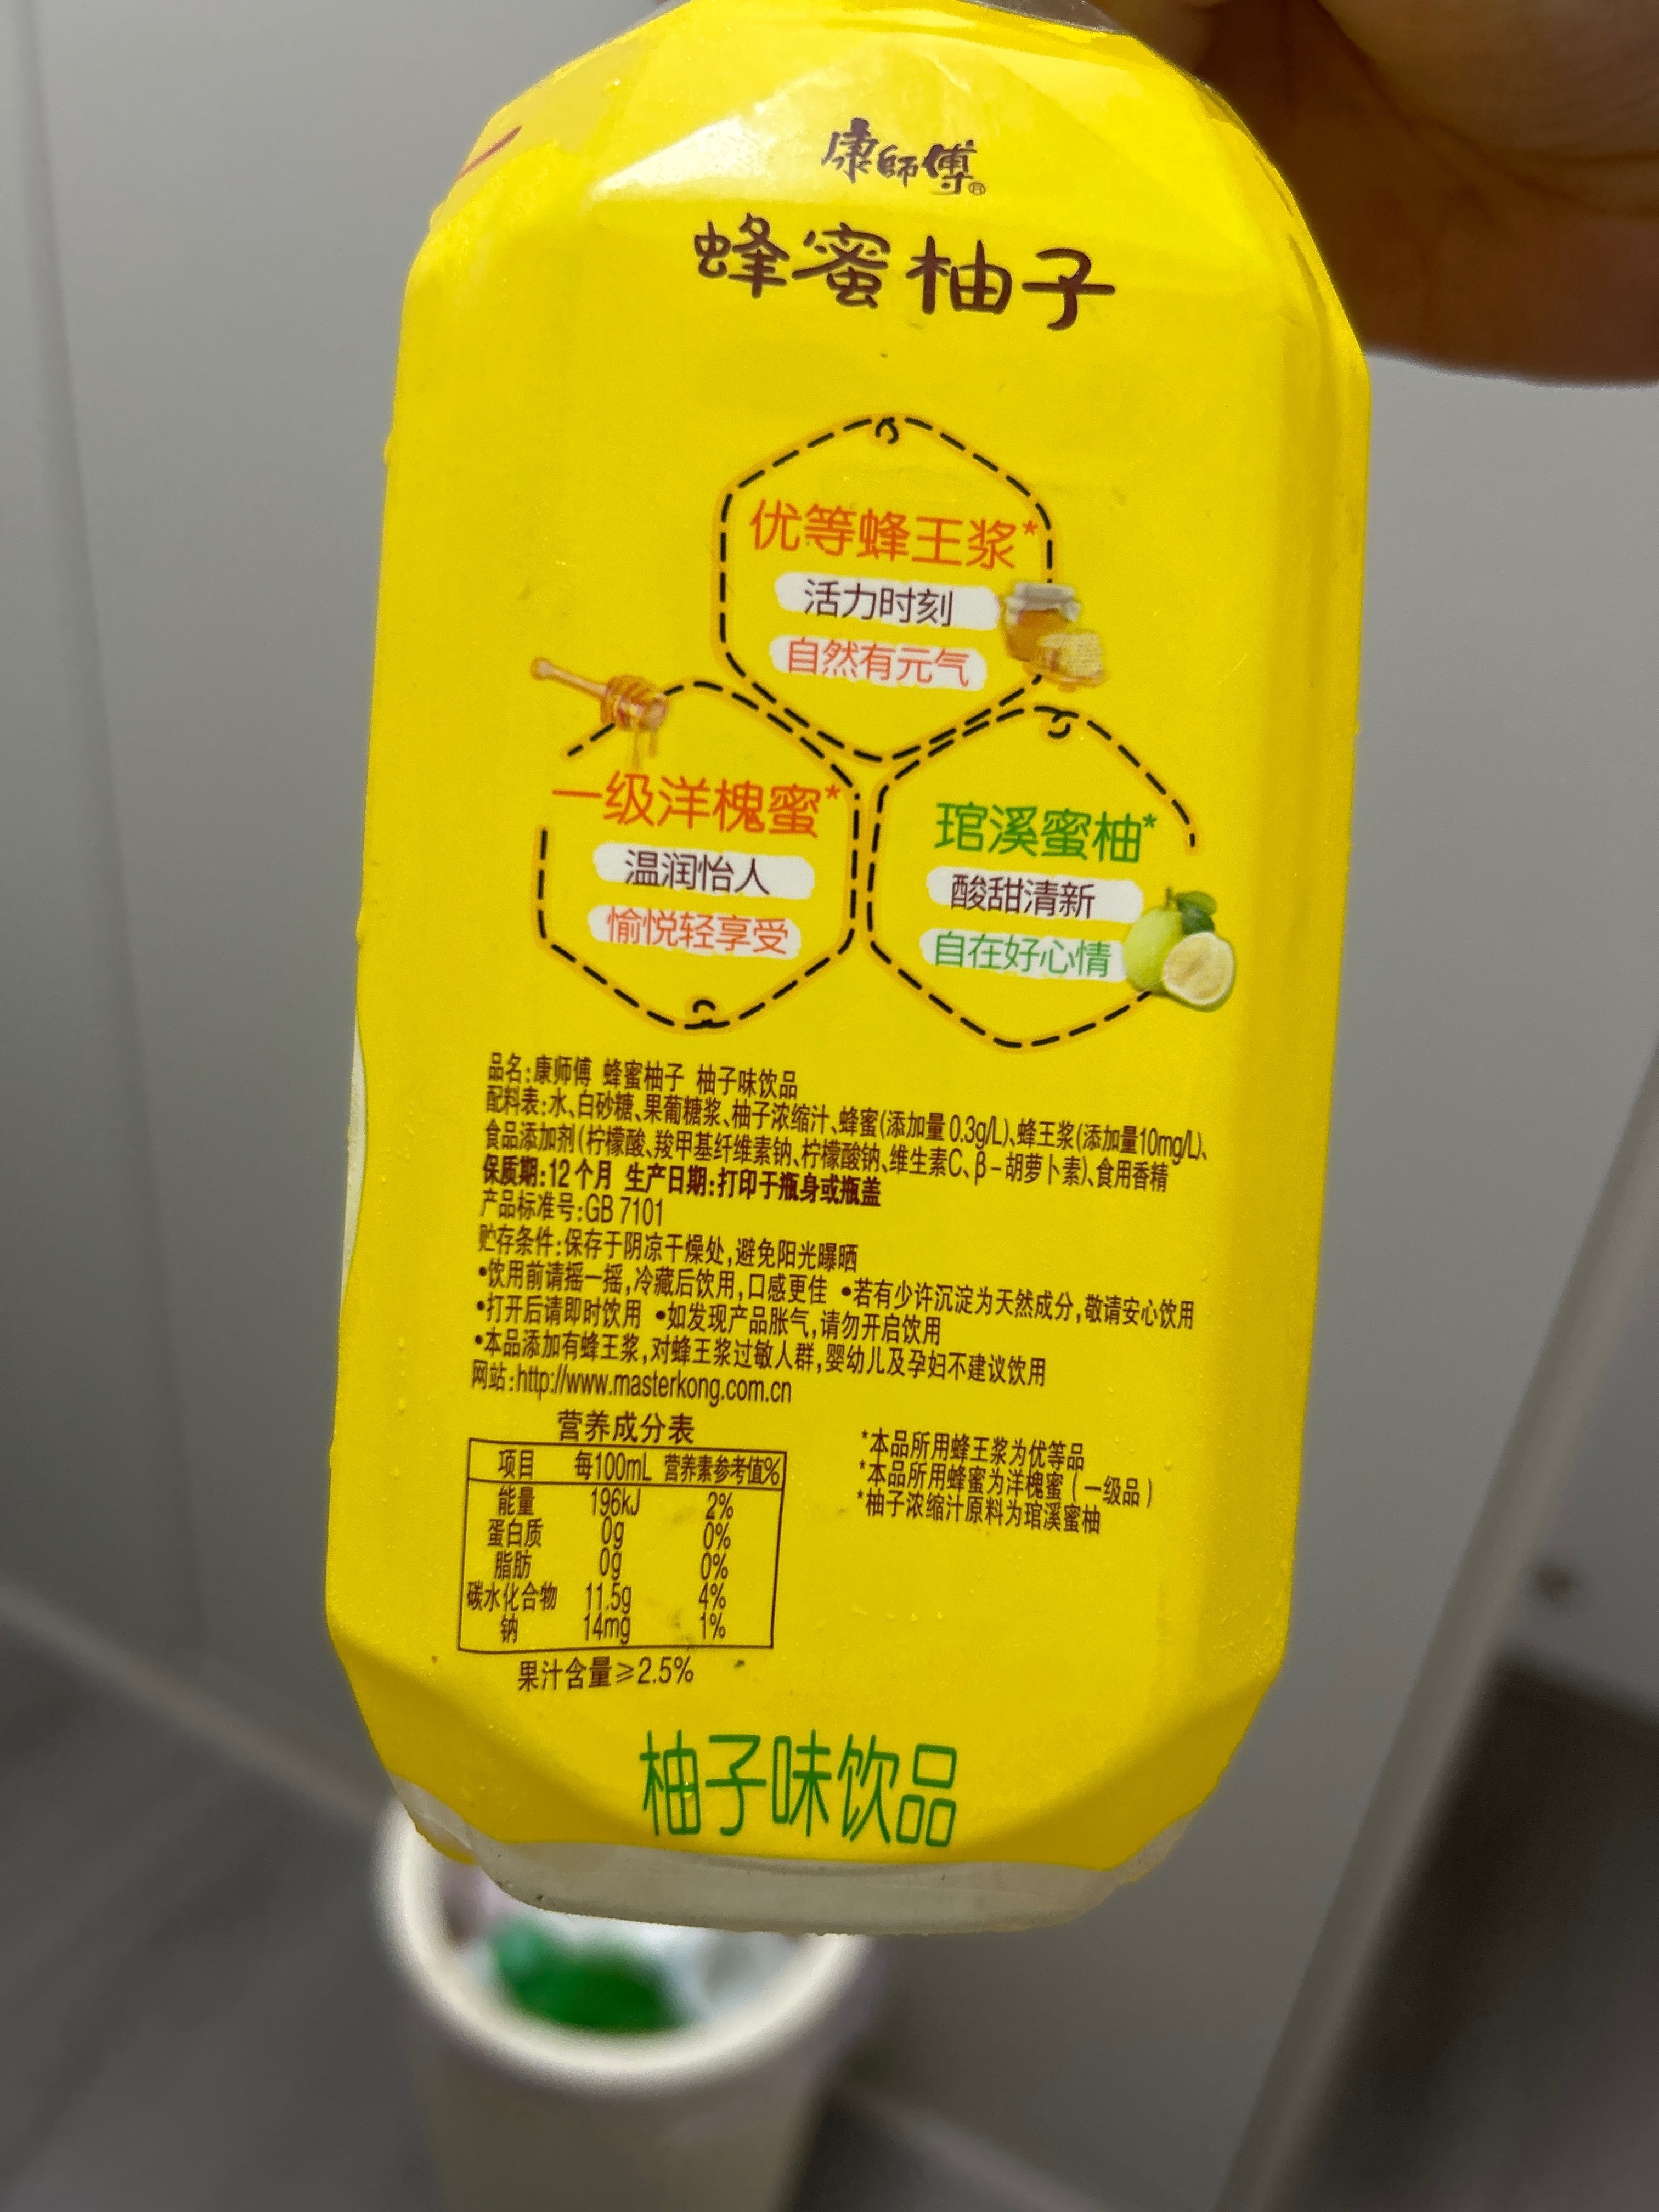 康師傅®
蜂蜜柚子
优等蜂王浆*
活力时刻
自然有元气
一级洋槐蜜*
温润怡人
愉悦轻享受
琯溪蜜柚*
酸甜清新
自在好心情
品名:康师傅 蜂蜜柚子 柚子味饮品
配料表:水、白砂糖、果葡糖浆、柚子浓缩汁、蜂蜜(添加量 0.3g/L)、蜂王浆(添加量10mg/L)、
食品添加剂(柠檬酸、羧甲基纤维素钠、柠檬酸钠、维生素C、β-胡萝卜素)、食用香精
保质期:12个月 生产日期:打印于瓶身或瓶盖
产品标准号:GB 7101
贮存条件:保存于阴凉干燥处,避免阳光曝晒
•饮用前请摇一摇,冷藏后饮用,口感更佳 •若有少许沉淀为天然成分,敬请安心饮用
•打开后请即时饮用 •如发现产品胀气,请勿开启饮用
•本品添加有蜂王浆,对蜂王浆过敏人群,婴幼儿及孕妇不建议饮用
网站:http://www.masterkong.com.cn
营养成分表
项目 每100mL 营养素参考值%
能量 196kJ 2%
蛋白质 0g 0%
脂肪 0g 0%
碳水化合物 11.5g 4%
钠 14mg 1%
果汁含量≥2.5%
*本品所用蜂王浆为优等品
*本品所用蜂蜜为洋槐蜜(一级品)
*柚子浓缩汁原料为琯溪蜜柚
柚子味饮品